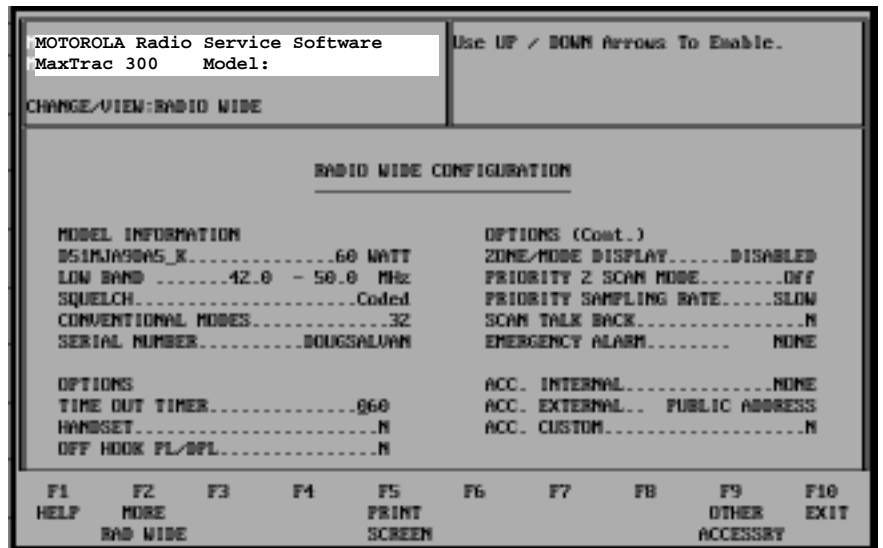 MOTOROLA Radio Service Software
MaxTrac 300 Model:
CHANGE/VIEW:RADIO WIDE
Use UP / DOWN Arrows To Enable.
RADIO WIDE CONFIGURATION
MODEL INFORMATION
D51MJA9DA5_K..............60 WATT
LOW BAND .......42.0 - 50.0 MHz
SQUELCH.....................Coded
CONVENTIONAL MODES.............32
SERIAL NUMBER..........DOUGSALVAN
OPTIONS
TIME OUT TIMER..............060
HANDSET.......................N
OFF HOOK PL/DPL...............N
OPTIONS (Cont.)
ZONE/MODE DISPLAY......DISABLED
PRIORITY 2 SCAN MODE........Off
PRIORITY SAMPLING RATE.....SLOW
SCAN TALK BACK................N
EMERGENCY ALARM........ NONE
ACC. INTERNAL..............NONE
ACC. EXTERNAL.. PUBLIC ADDRESS
ACC. CUSTOM...................N
F1 F2 F3 F4 F5 F6 F7 F8 F9 F10
HELP MORE PRINT OTHER EXIT
RAD WIDE SCREEN ACCESSRY